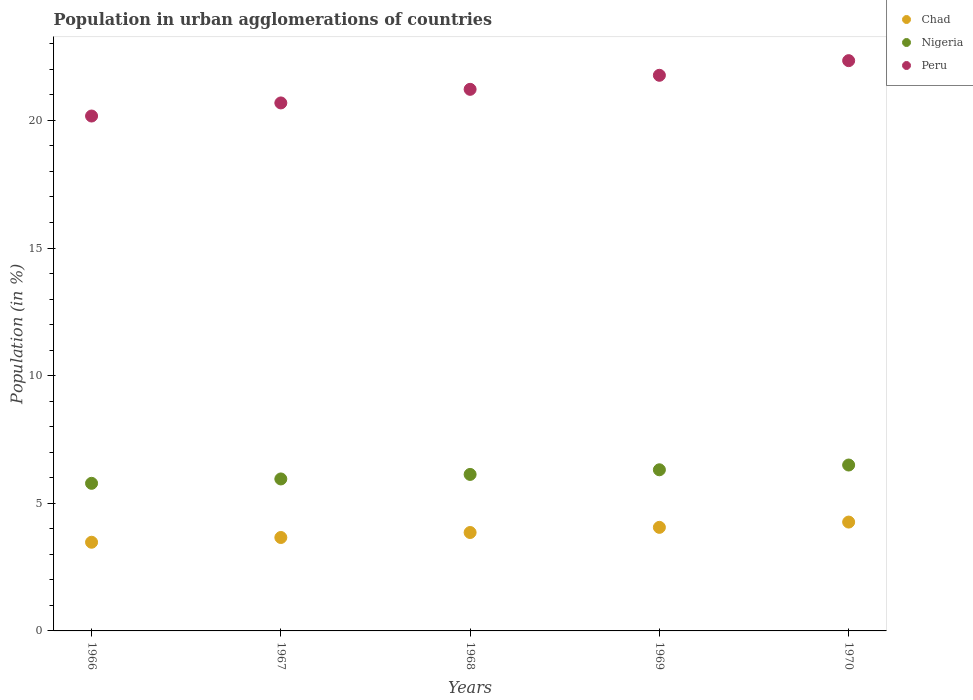 Population in urban agglomerations of countries
Chad
Nigeria
Peru
Population (in %)
20
15
10
5
0
1966
1967
1968
1969
1970
Years